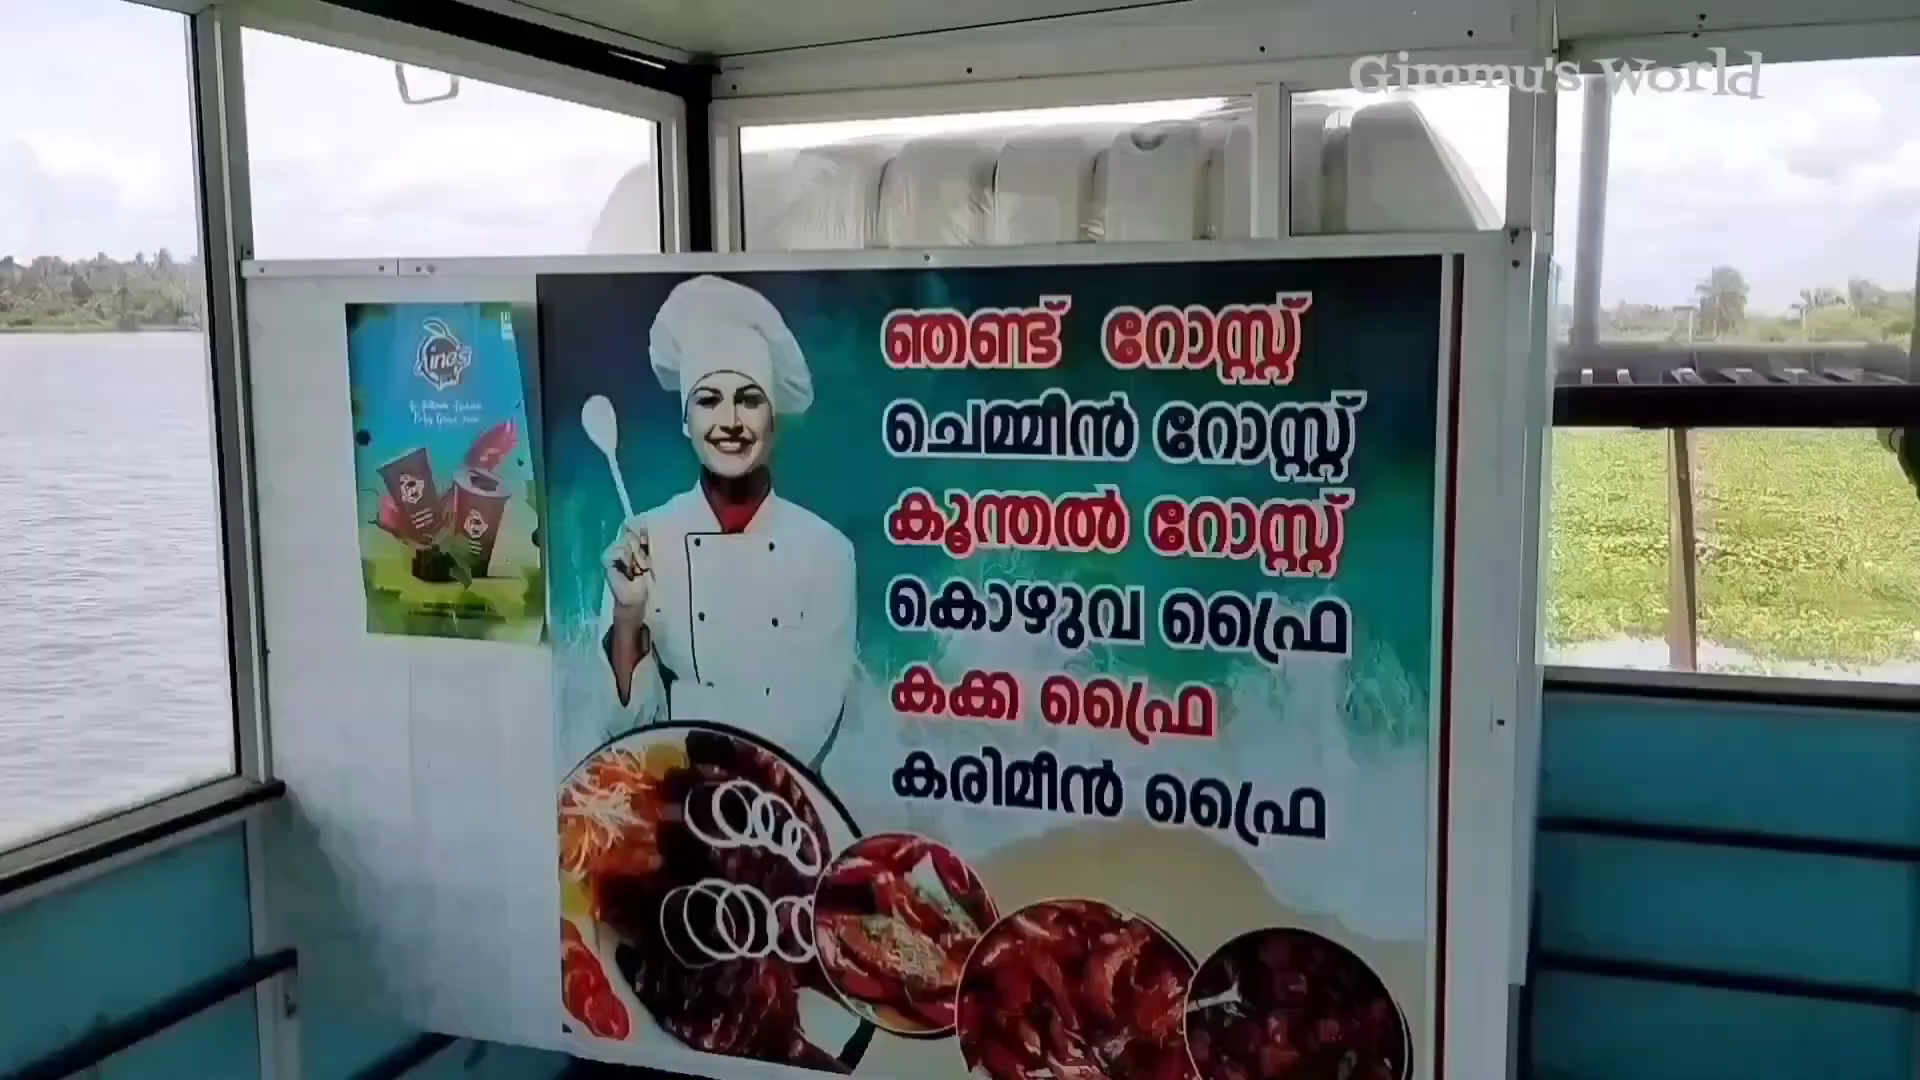 Gimmu's World
ഞണ്ട് റോസ്റ്റ്
ചെമ്മീൻ റോസ്റ്റ്
കൂന്തൽ റോസ്റ്റ്
കൊഴുവ ഫ്രൈ
കക്ക ഫ്രൈ
കരിമീൻ ഫ്രൈ